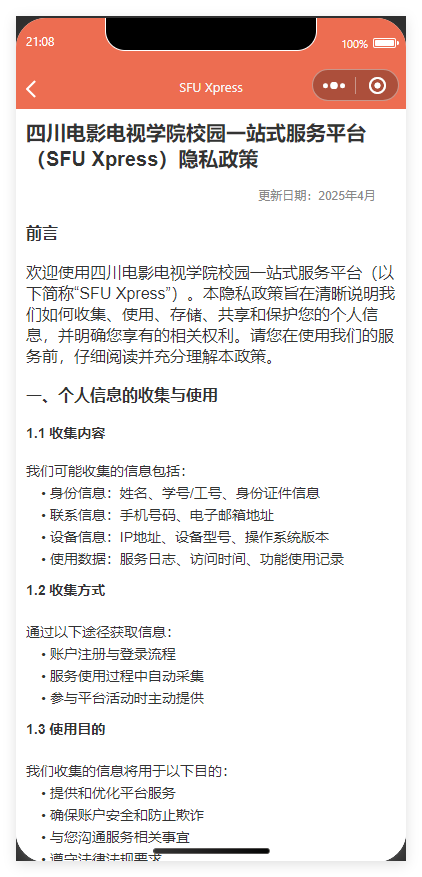 21:08
100%
SFU Xpress
四川电影电视学院校园一站式服务平台
（SFU Xpress）隐私政策
更新日期：2025年4月
前言
欢迎使用四川电影电视学院校园一站式服务平台（以
下简称“SFU Xpress”）。本隐私政策旨在清晰说明我
们如何收集、使用、存储、共享和保护您的个人信
息，并明确您享有的相关权利。请您在使用我们的服
务前，仔细阅读并充分理解本政策。
一、个人信息的收集与使用
1.1 收集内容
我们可能收集的信息包括：
• 身份信息：姓名、学号/工号、身份证件信息
• 联系信息：手机号码、电子邮箱地址
• 设备信息：IP地址、设备型号、操作系统版本
• 使用数据：服务日志、访问时间、功能使用记录
1.2 收集方式
通过以下途径获取信息：
• 账户注册与登录流程
• 服务使用过程中自动采集
• 参与平台活动时主动提供
1.3 使用目的
我们收集的信息将用于以下目的：
• 提供和优化平台服务
• 确保账户安全和防止欺诈
• 与您沟通服务相关事宜
• 遵守法律法规要求